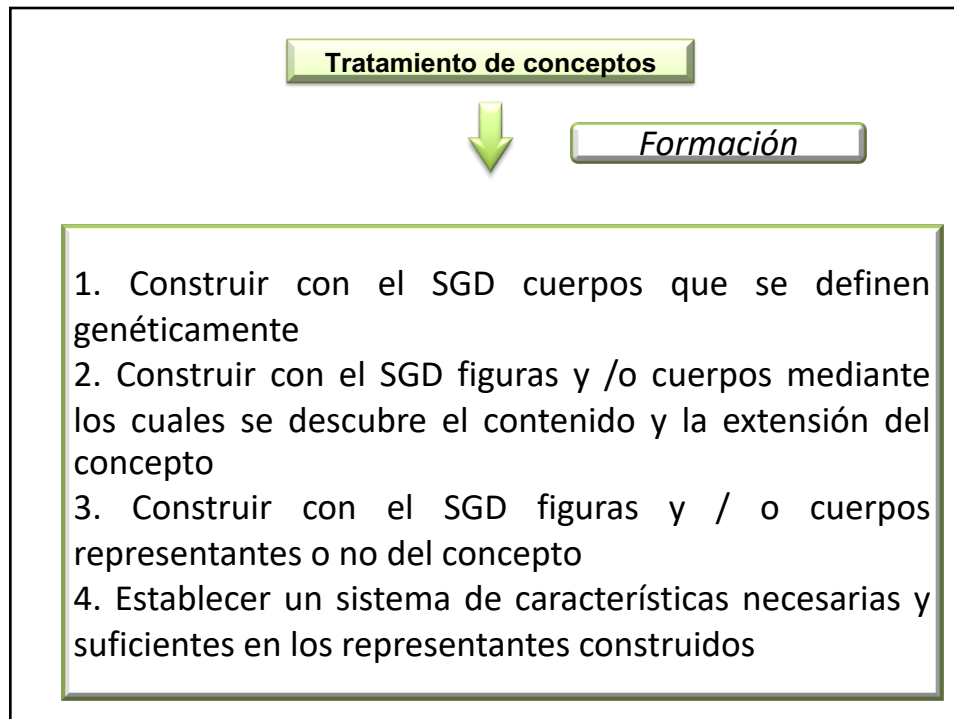 Tratamiento de conceptos
Formación
1. Construir con el SGD cuerpos que se definen
genéticamente
2. Construir con el SGD figuras y /o cuerpos mediante
los cuales se descubre el contenido y la extensión del
concepto
3. Construir con el SGD figuras y / o cuerpos
representantes o no del concepto
4. Establecer un sistema de características necesarias y
suficientes en los representantes construidos